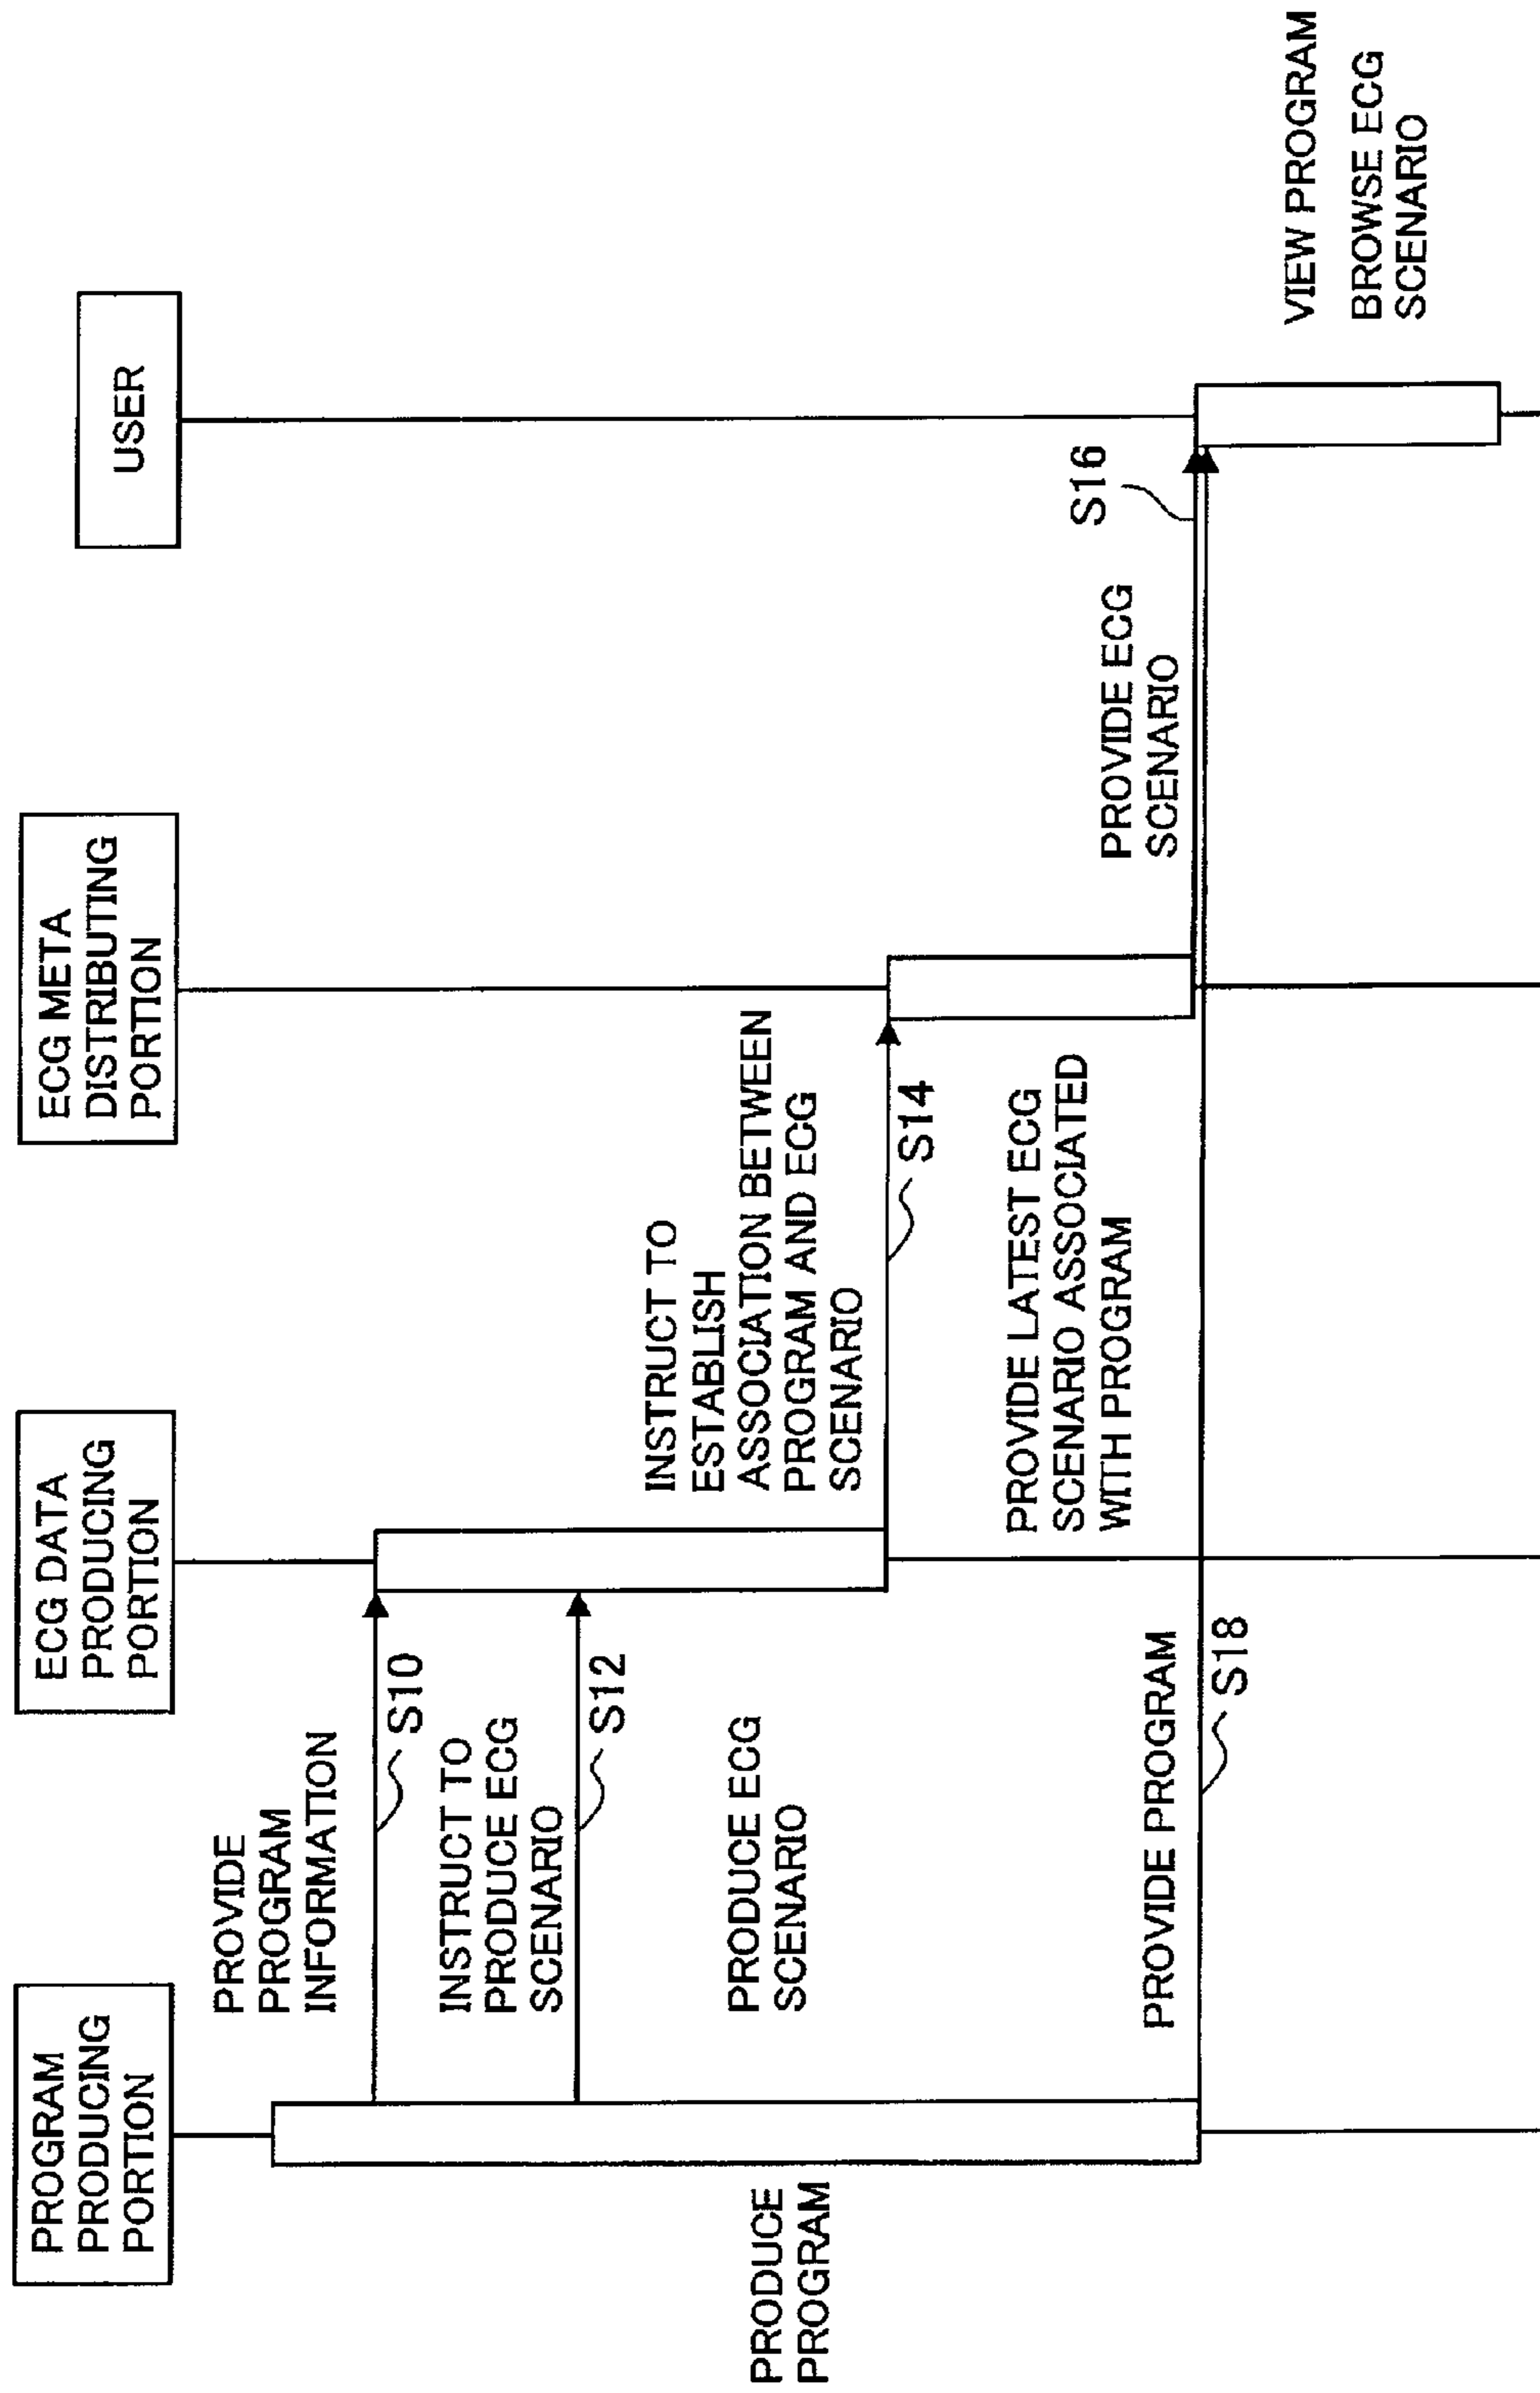 PROGRAM
PRODUCING
PORTION
ECG DATA
PRODUCING
PORTION
ECG META
DISTRIBUTING
PORTION
USER
PROVIDE
PROGRAM
INFORMATION
S10
INSTRUCT TO
PRODUCE ECG
SCENARIO
S12
PRODUCE
PROGRAM
PRODUCE ECG
SCENARIO
INSTRUCT TO
ESTABLISH
ASSOCIATION BETWEEN
PROGRAM AND ECG
SCENARIO
S14
PROVIDE LATEST ECG
SCENARIO ASSOCIATED
WITH PROGRAM
PROVIDE ECG
SCENARIO
S16
PROVIDE PROGRAM
S18
VIEW PROGRAM
BROWSE ECG
SCENARIO